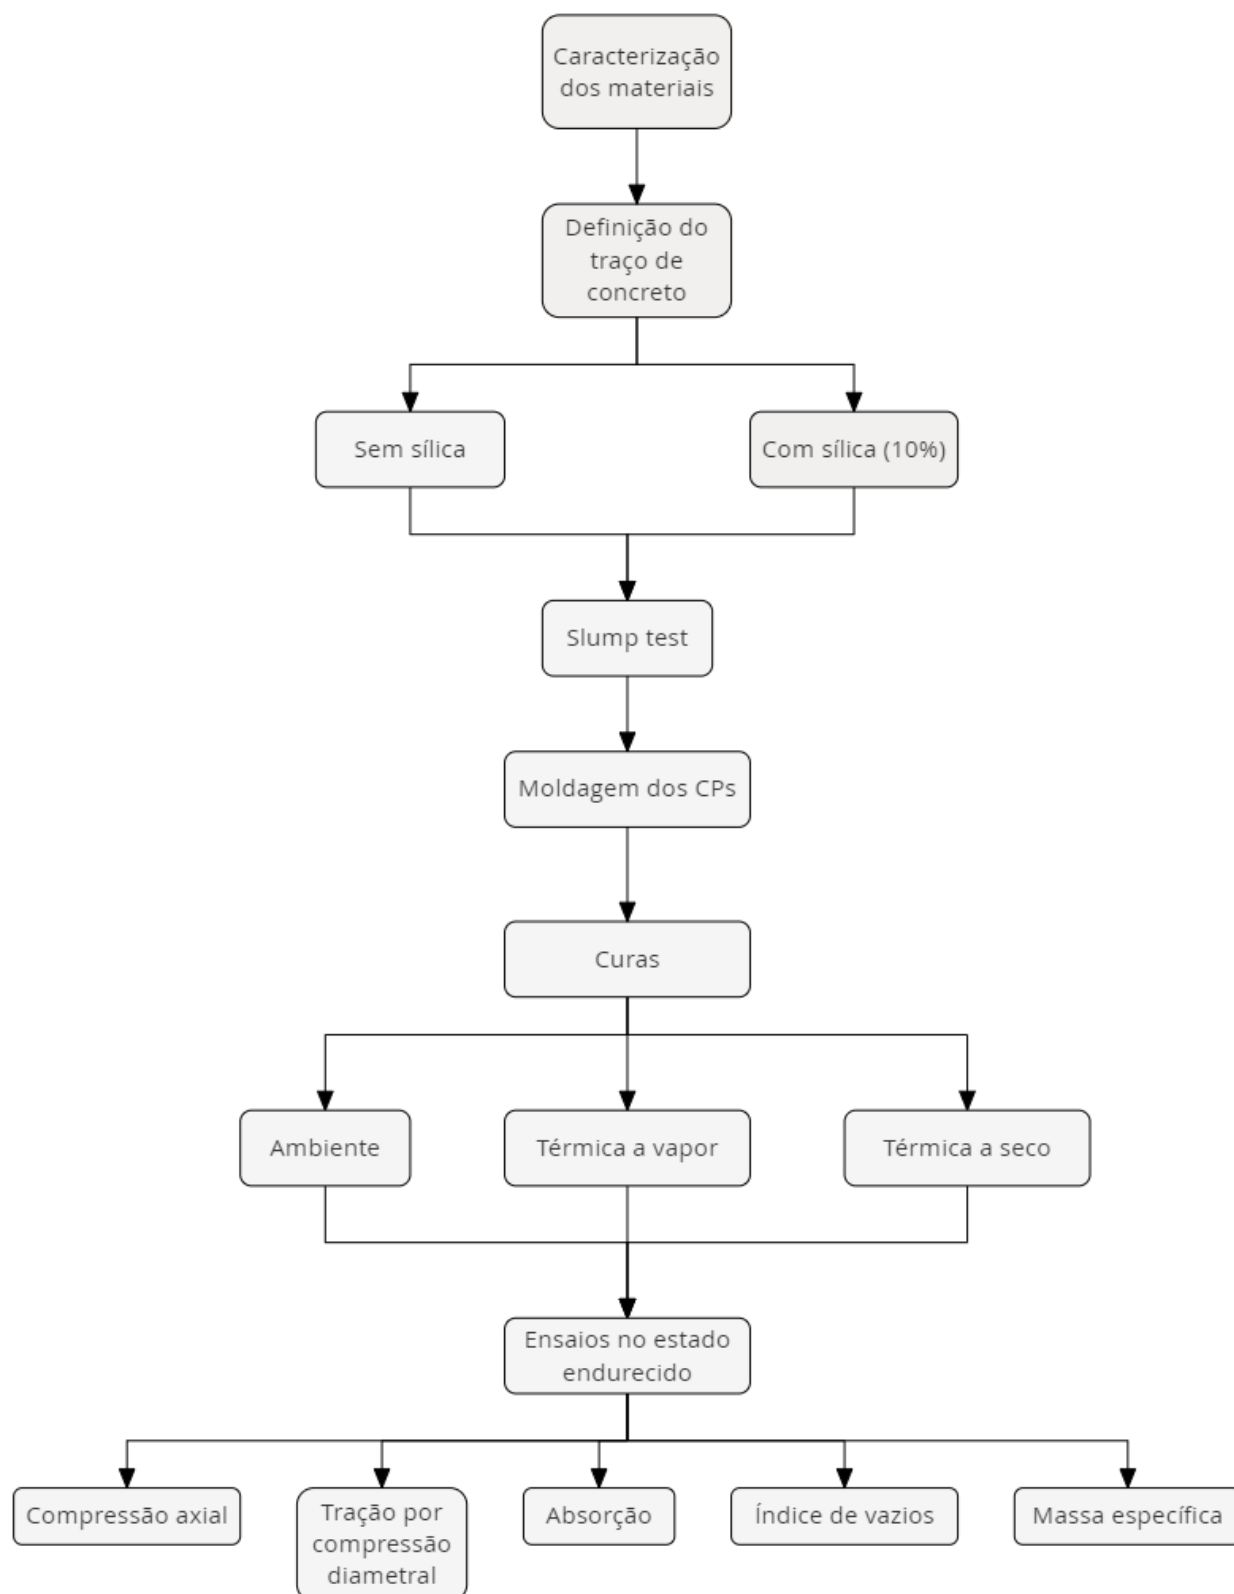 Caracterização
dos materiais
Definição do
traço de
concreto
Sem sílica
Com sílica (10%)
Slump test
Moldagem dos CPs
Curas
Ambiente
Térmica a vapor
Térmica a seco
Ensaios no estado
endurecido
Compressão axial
Tração por
compressão
diametral
Absorção
Índice de vazios
Massa específica